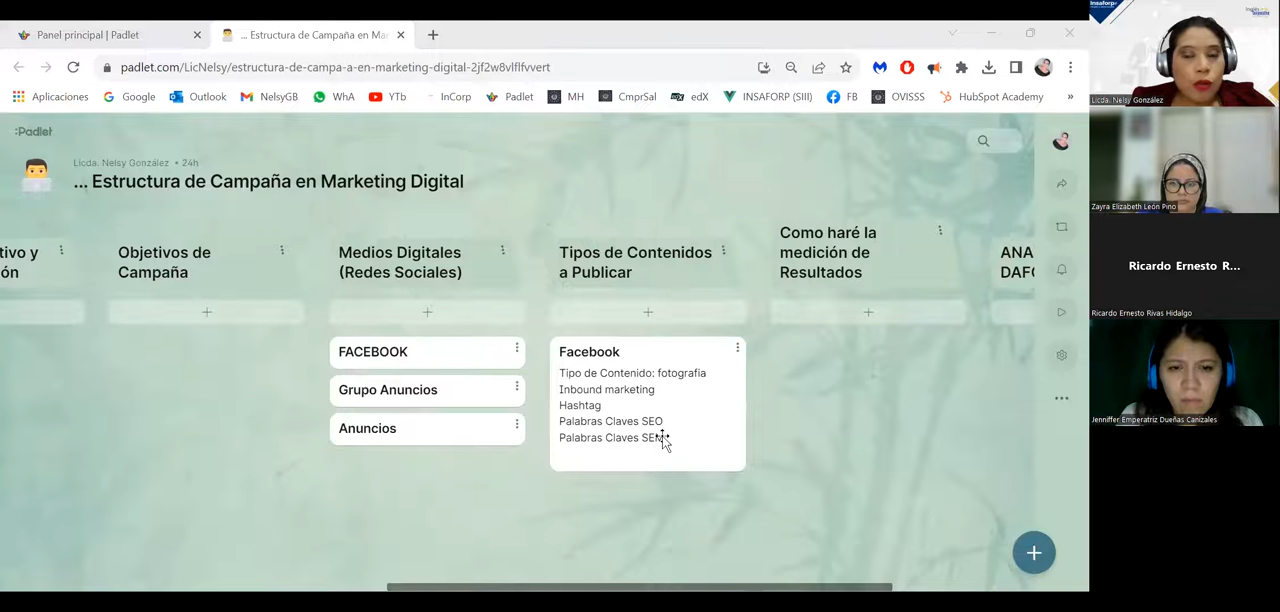 Panel principal | Padlet
... Estructura de Campaña en Mar
padlet.com/LicNelsy/estructura-de-campa-a-en-marketing-digital-2jf2w8vlflfvvert
Aplicaciones Google Outlook NelsyGB WhA YTb InCorp Padlet MH CmprSal edX INSAFORP (SIII) FB OVISSS HubSpot Academy »
:Padlet
Licda. Nelsy González • 24h
... Estructura de Campaña en Marketing Digital
tivo y
ón
Objetivos de
Campaña
Medios Digitales
(Redes Sociales)
Tipos de Contenidos
a Publicar
Como haré la
medición de
Resultados
ANA
DAFO
FACEBOOK
Grupo Anuncios
Anuncios
Facebook
Tipo de Contenido: fotografia
Inbound marketing
Hashtag
Palabras Claves SEO
Palabras Claves SEM
Insaforp
Licda. Nelsy González
Zayra Elizabeth León Pino
Ricardo Ernesto R...
Ricardo Ernesto Rivas Hidalgo
Jenniffer Emperatriz Dueñas Canizales